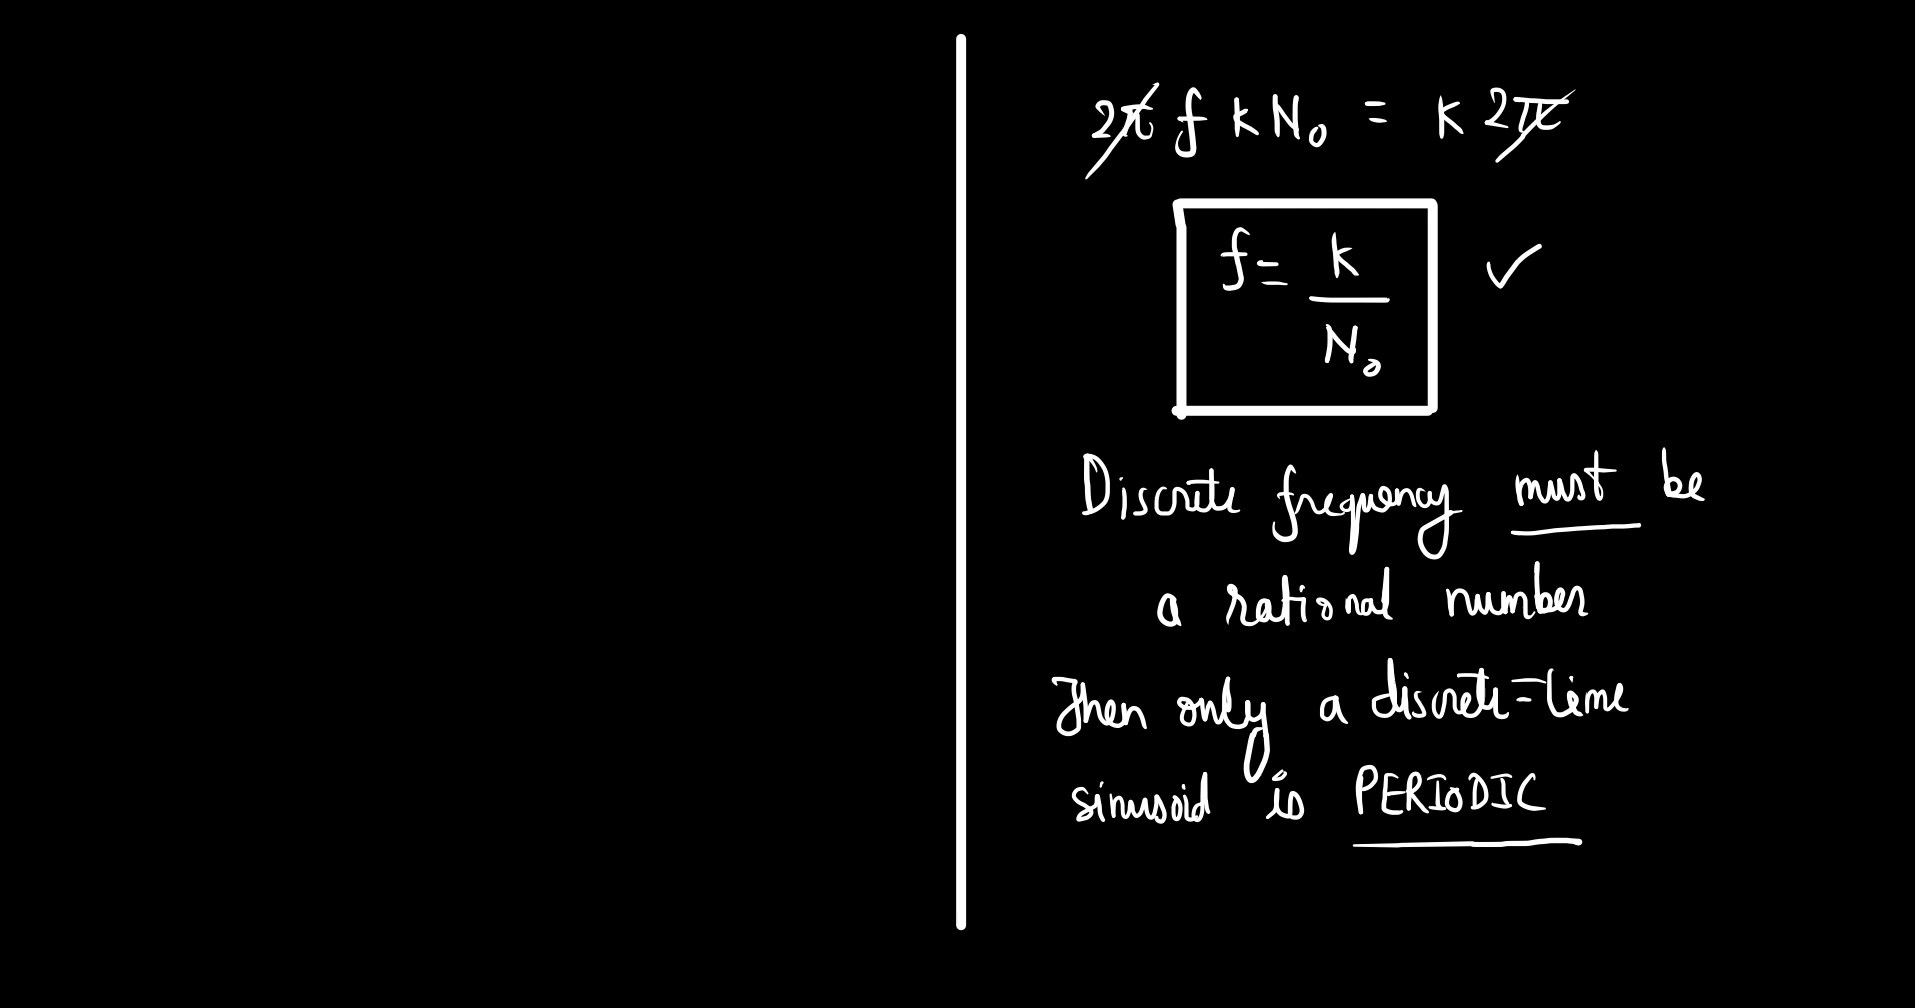 2π f k N₀ = k 2π
f = k / N₀ ✓
Discrete frequency must be
a rational number
Then only a discrete-time
sinusoid is PERIODIC